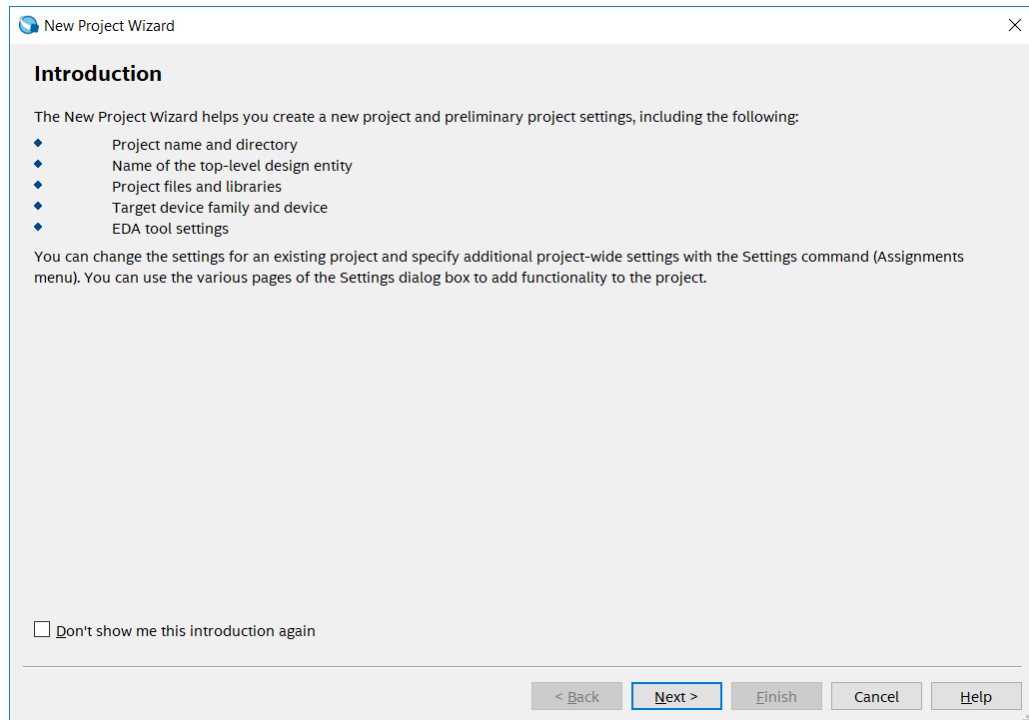 New Project Wizard
Introduction
The New Project Wizard helps you create a new project and preliminary project settings, including the following:
Project name and directory
Name of the top-level design entity
Project files and libraries
Target device family and device
EDA tool settings
You can change the settings for an existing project and specify additional project-wide settings with the Settings command (Assignments
menu). You can use the various pages of the Settings dialog box to add functionality to the project.
Don't show me this introduction again
< Back Next > Finish Cancel Help